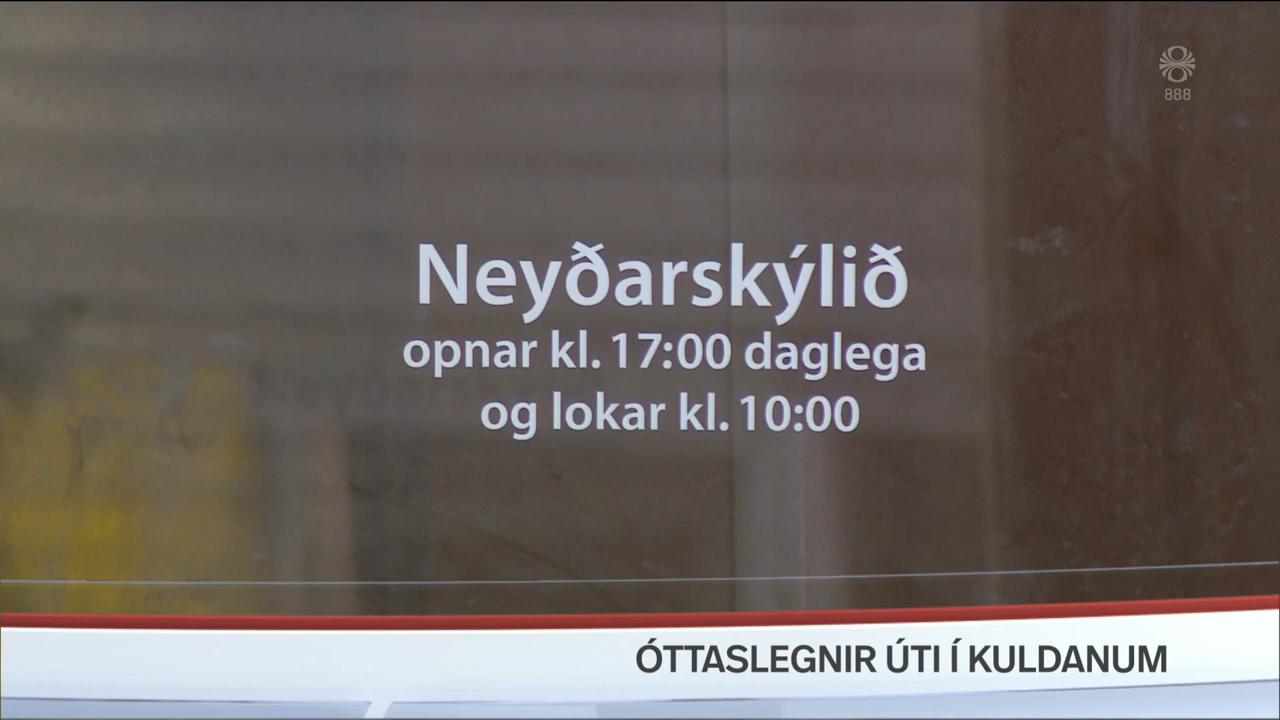 888
Neyðarskýlið
opnar kl. 17:00 daglega
og lokar kl. 10:00
ÓTTASLEGNIR ÚTI Í KULDANUM